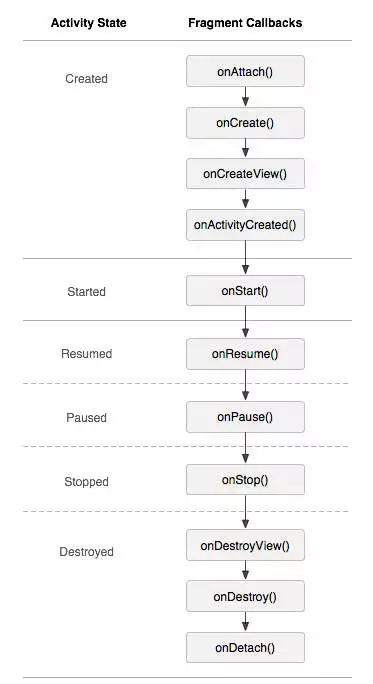 Activity State Fragment Callbacks
Created
onAttach()
onCreate()
onCreateView()
onActivityCreated()
Started
onStart()
Resumed
onResume()
Paused
onPause()
Stopped
onStop()
Destroyed
onDestroyView()
onDestroy()
onDetach()